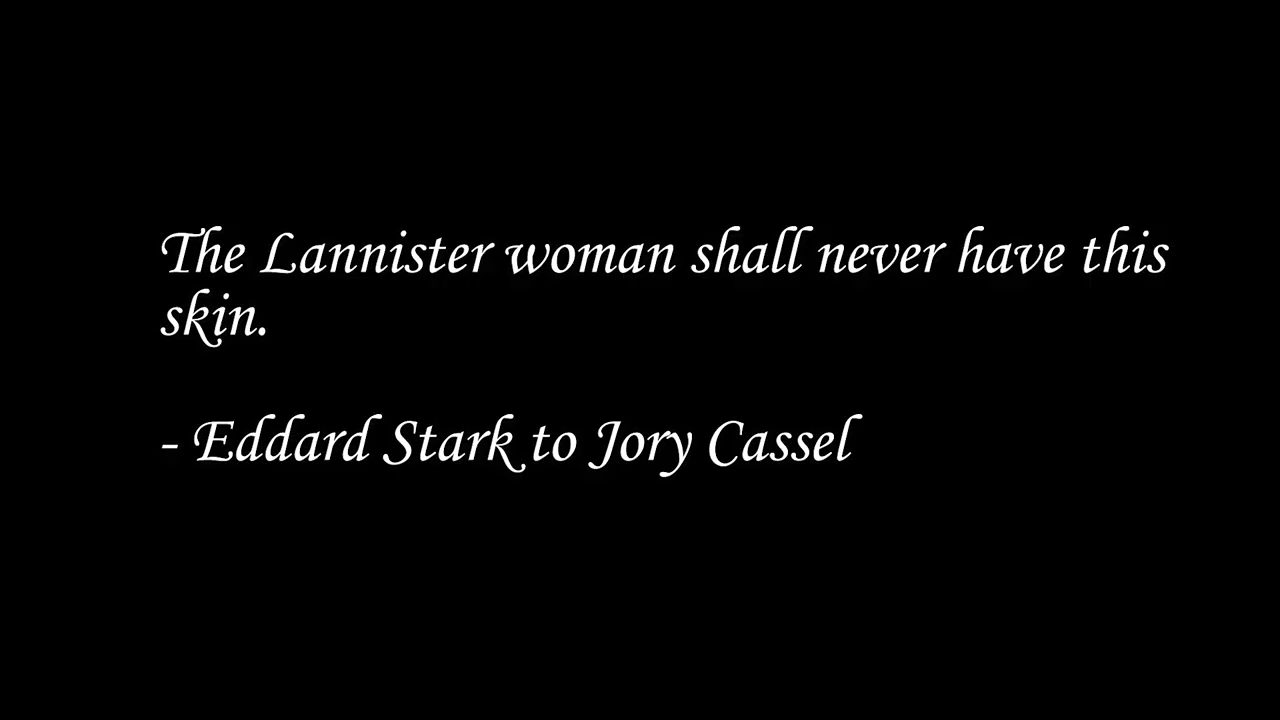 The Lannister woman shall never have this
skin.
- Eddard Stark to Jory Cassel